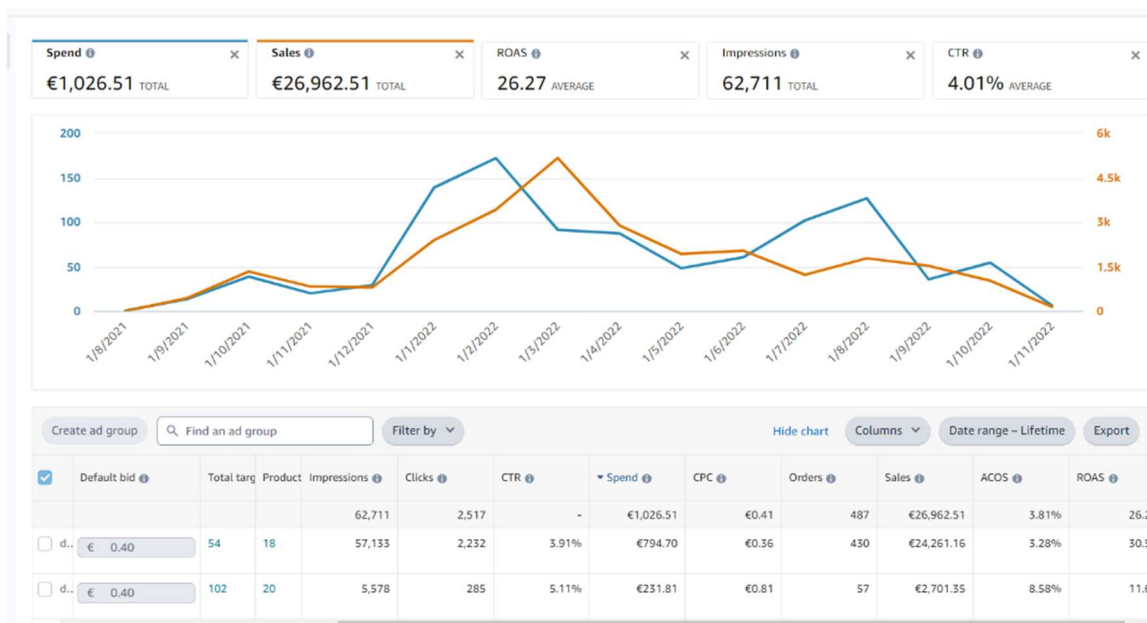 Spend Sales ROAS Impressions CTR
€1,026.51 TOTAL €26,962.51 TOTAL 26.27 AVERAGE 62,711 TOTAL 4.01% AVERAGE
200 6k
150 4.5k
100 3k
50 1.5k
0 0
1/8/2021 1/9/2021 1/10/2021 1/11/2021 1/12/2021 1/1/2022 1/2/2022 1/3/2022 1/4/2022 1/5/2022 1/6/2022 1/7/2022 1/8/2022 1/9/2022 1/10/2022 1/11/2022
Create ad group Find an ad group Filter by Hide chart Columns Date range – Lifetime Export
Default bid Total targ Product Impressions Clicks CTR Spend CPC Orders Sales ACOS ROAS
62,711 2,517 - €1,026.51 €0.41 487 €26,962.51 3.81% 26.2
d.. € 0.40 54 18 57,133 2,232 3.91% €794.70 €0.36 430 €24,261.16 3.28% 30.5
d.. € 0.40 102 20 5,578 285 5.11% €231.81 €0.81 57 €2,701.35 8.58% 11.6